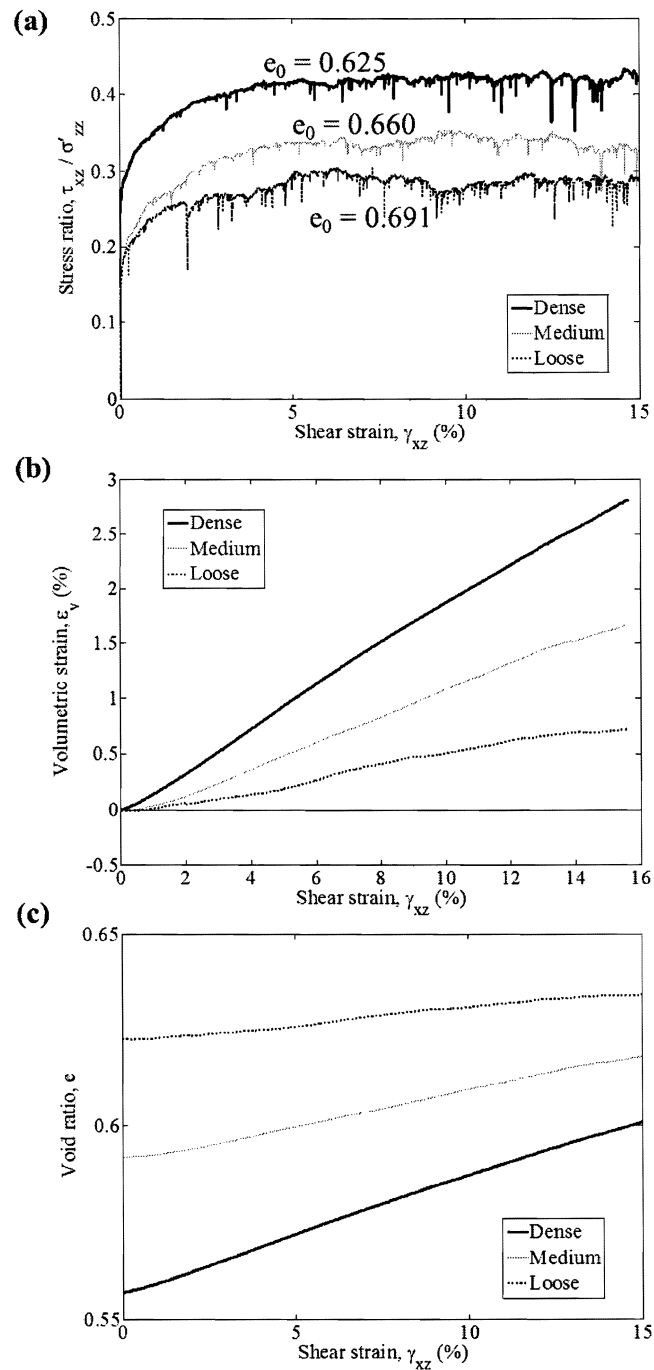 (a)
0.5
0.4
0.3
0.2
0.1
0
Stress ratio, τxz / σ'zz
e0 = 0.625
e0 = 0.660
e0 = 0.691
Dense
Medium
Loose
0 5 10 15
Shear strain, γxz (%)
(b)
3
2.5
2
1.5
1
0.5
0
-0.5
Volumetric strain, εv (%)
Dense
Medium
Loose
0 2 4 6 8 10 12 14 16
Shear strain, γxz (%)
(c)
0.65
0.6
0.55
Void ratio, e
Dense
Medium
Loose
0 5 10 15
Shear strain, γxz (%)